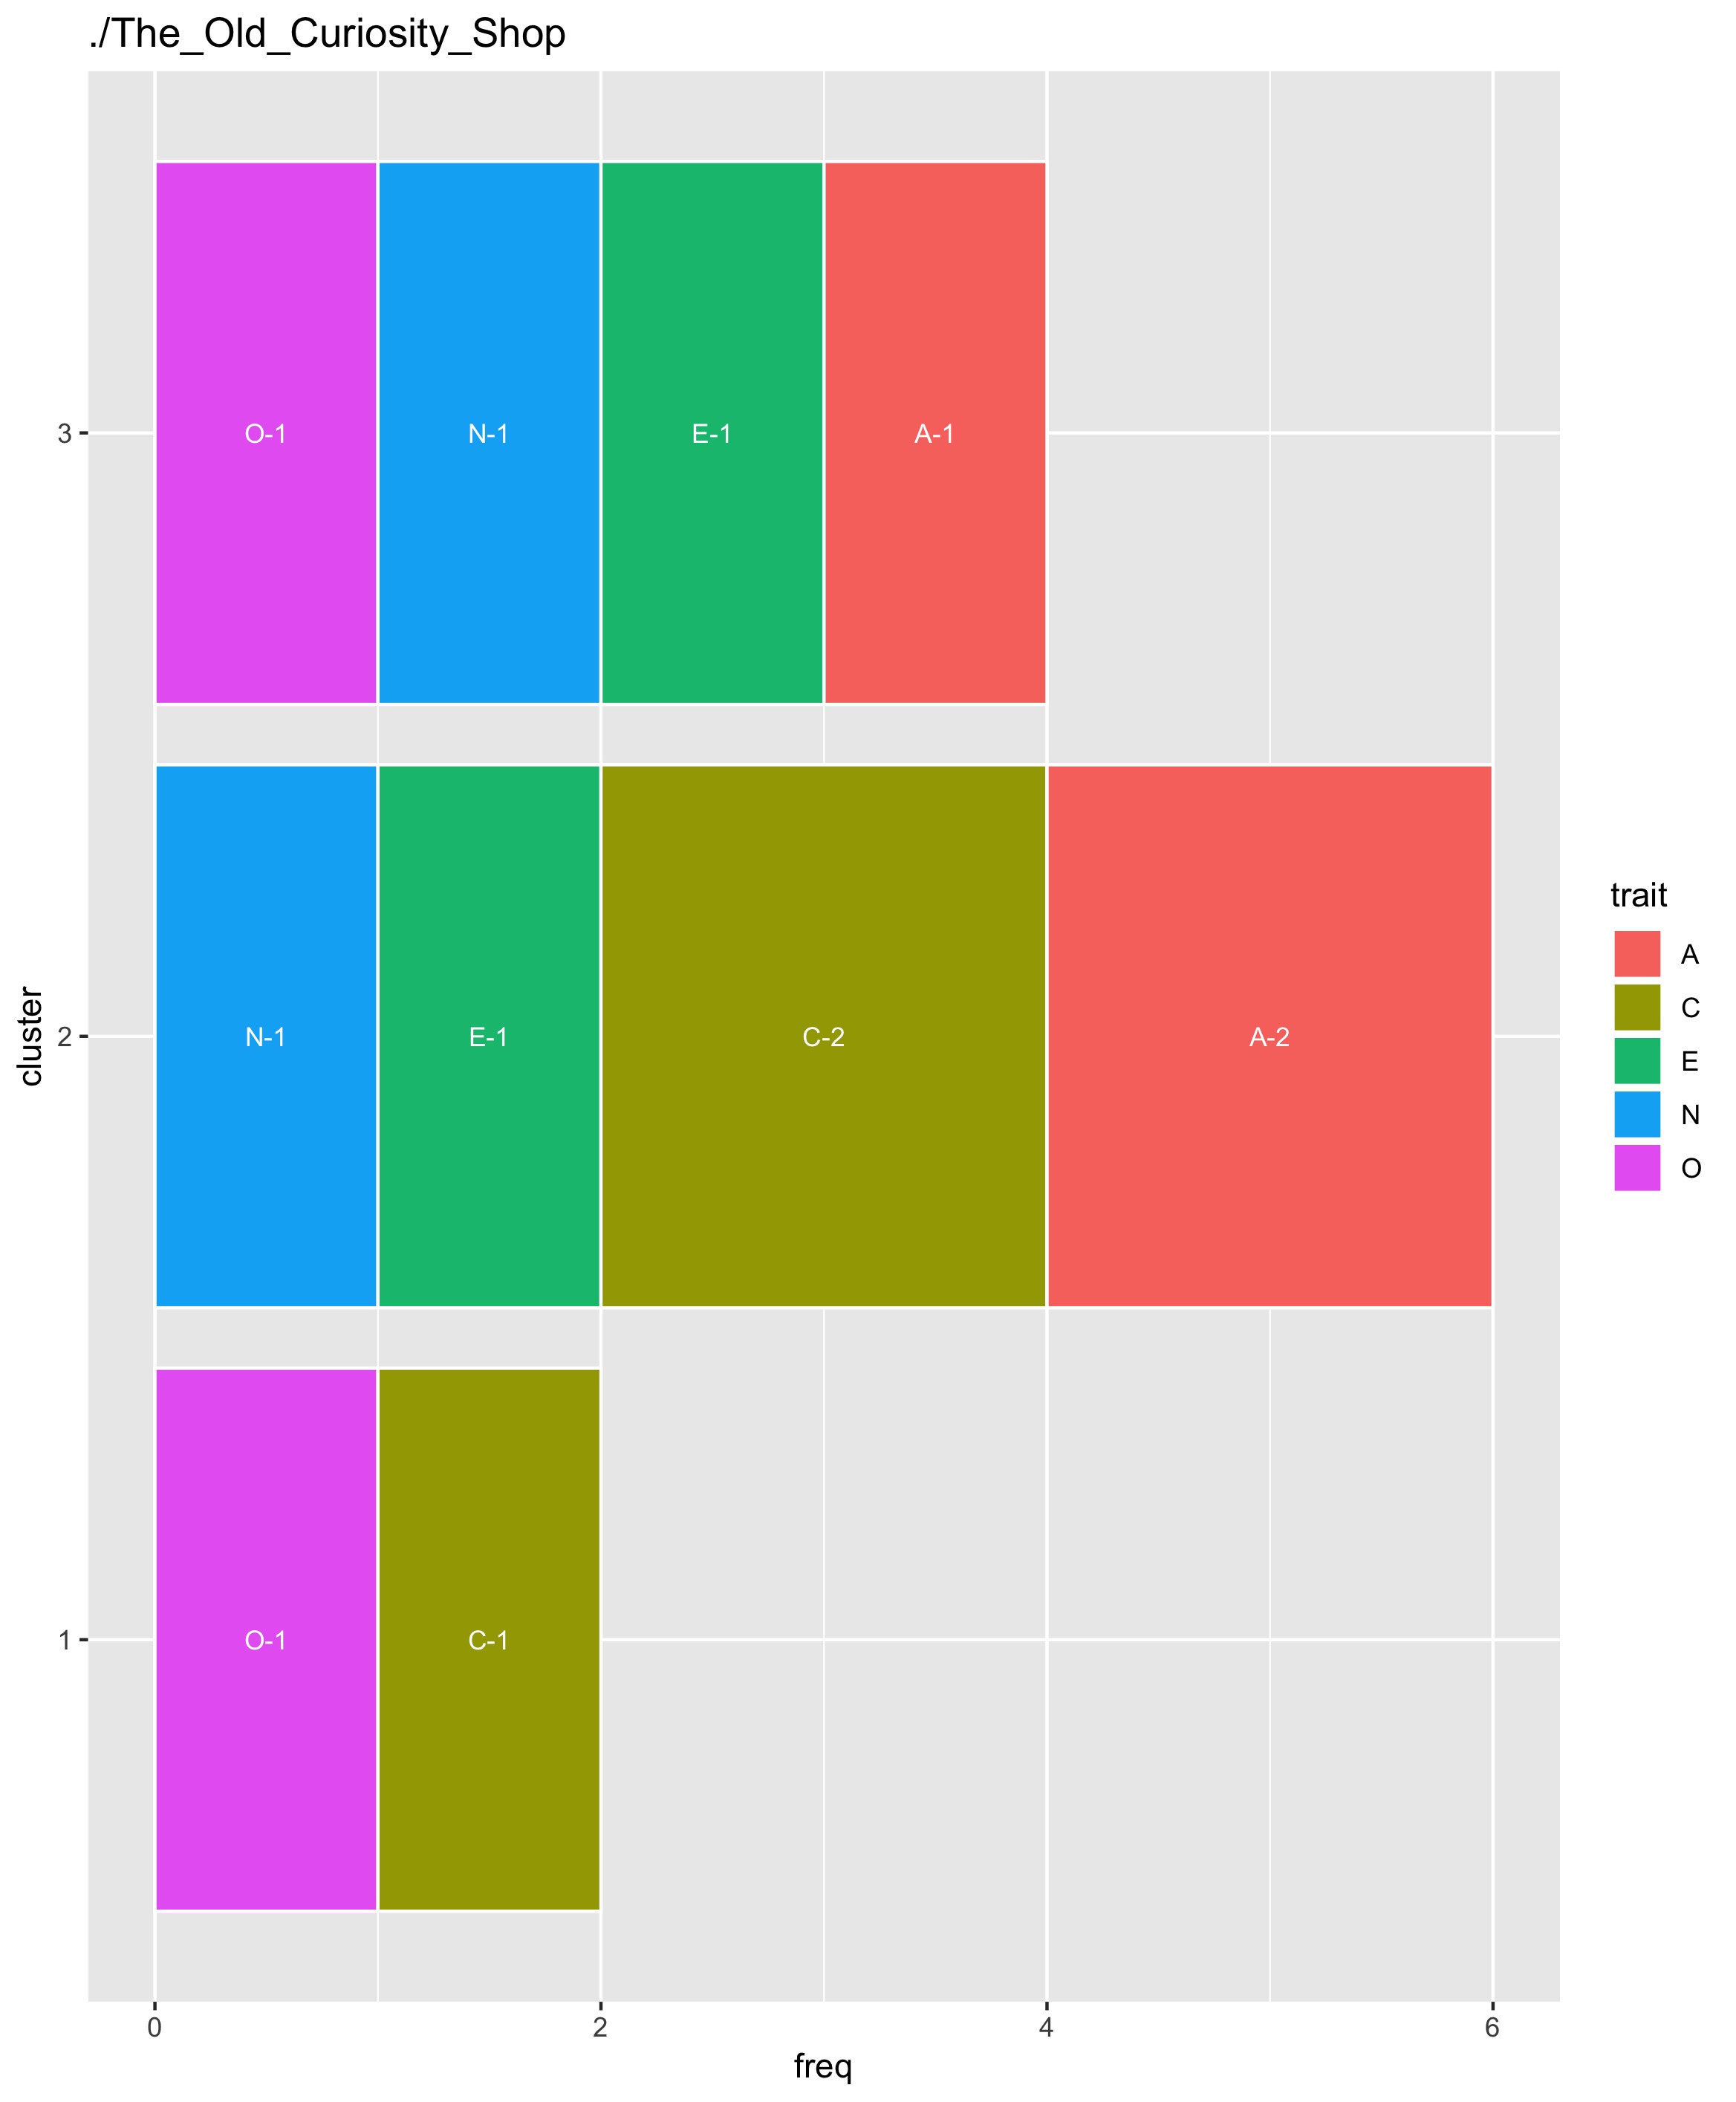 ./The_Old_Curiosity_Shop
3
O-1 N-1 E-1 A-1
cluster
2
N-1 E-1 C-2 A-2
1
O-1 C-1
0 2 4 6
freq
trait
A
C
E
N
O